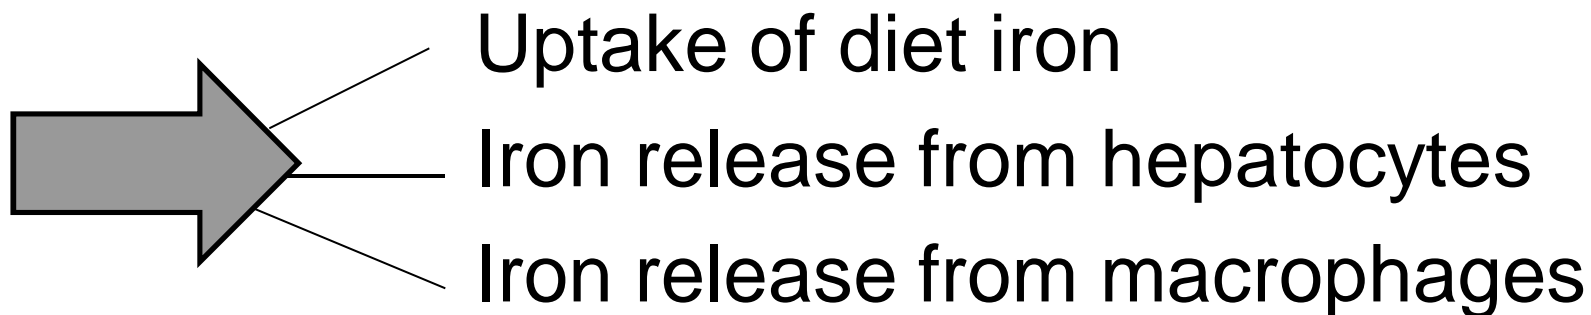 Uptake of diet iron
Iron release from hepatocytes
Iron release from macrophages